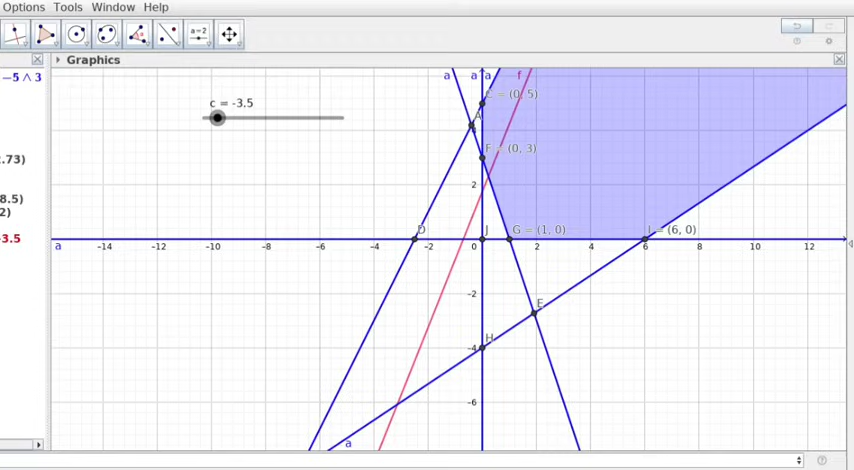 Options Tools Window Help
a=2
−5 ∧ 3
Graphics
c = -3.5
a a a f
C = (0, 5)
A
F = (0, 3)
.73)
8.5)
2)
3.5
2
D J G = (1, 0) I = (6, 0)
a -14 -12 -10 -8 -6 -4 -2 0 2 4 6 8 10 12
-2
E
H
-4
-6
a